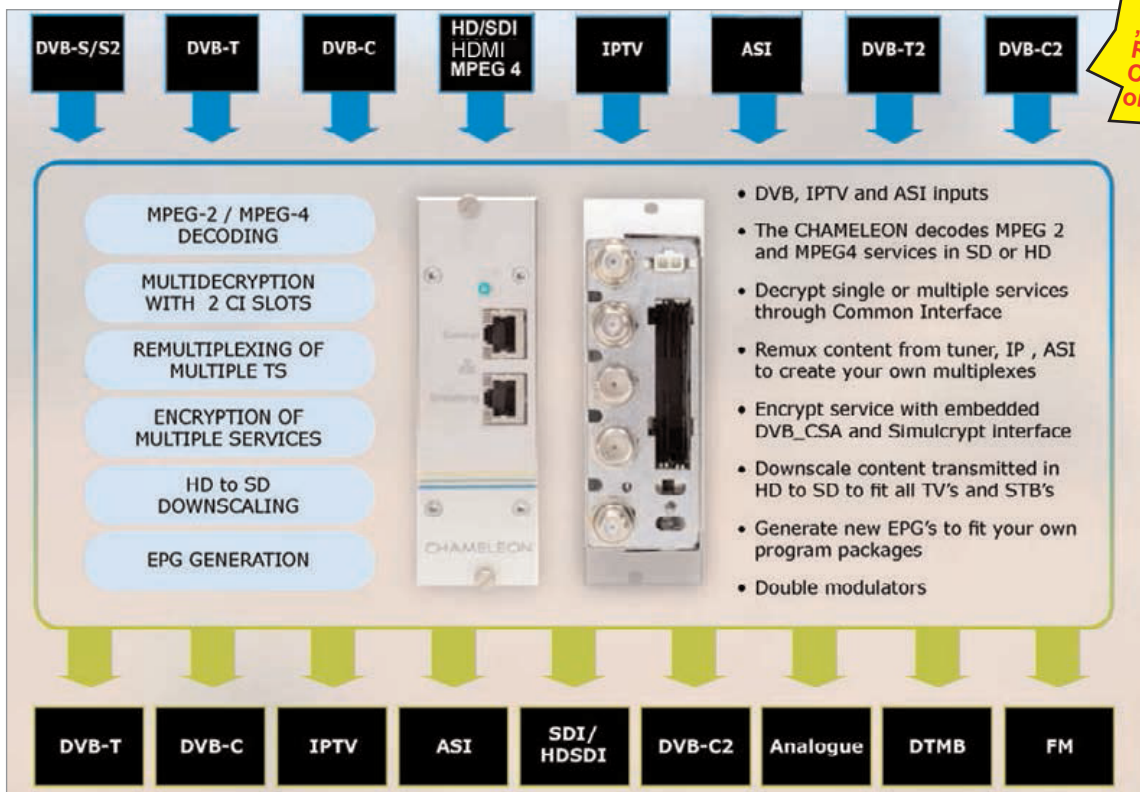 DVB-S/S2
DVB-T
DVB-C
HD/SDI
HDMI
MPEG 4
IPTV
ASI
DVB-T2
DVB-C2
MPEG-2 / MPEG-4
DECODING
MULTIDECRYPTION
WITH 2 CI SLOTS
REMULTIPLEXING OF
MULTIPLE TS
ENCRYPTION OF
MULTIPLE SERVICES
HD to SD
DOWNSCALING
EPG GENERATION
CHAMELEON
• DVB, IPTV and ASI inputs
• The CHAMELEON decodes MPEG 2
and MPEG4 services in SD or HD
• Decrypt single or multiple services
through Common Interface
• Remux content from tuner, IP , ASI
to create your own multiplexes
• Encrypt service with embedded
DVB_CSA and Simulcrypt interface
• Downscale content transmitted in
HD to SD to fit all TV's and STB's
• Generate new EPG's to fit your own
program packages
• Double modulators
DVB-T
DVB-C
IPTV
ASI
SDI/
HDSDI
DVB-C2
Analogue
DTMB
FM